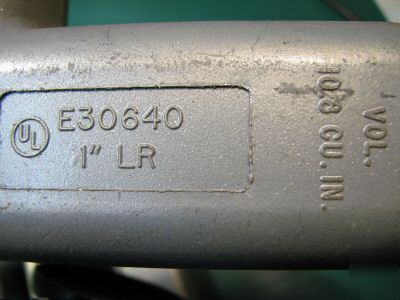 UL E30640
1" LR
VOL.
10.8 CU.IN.